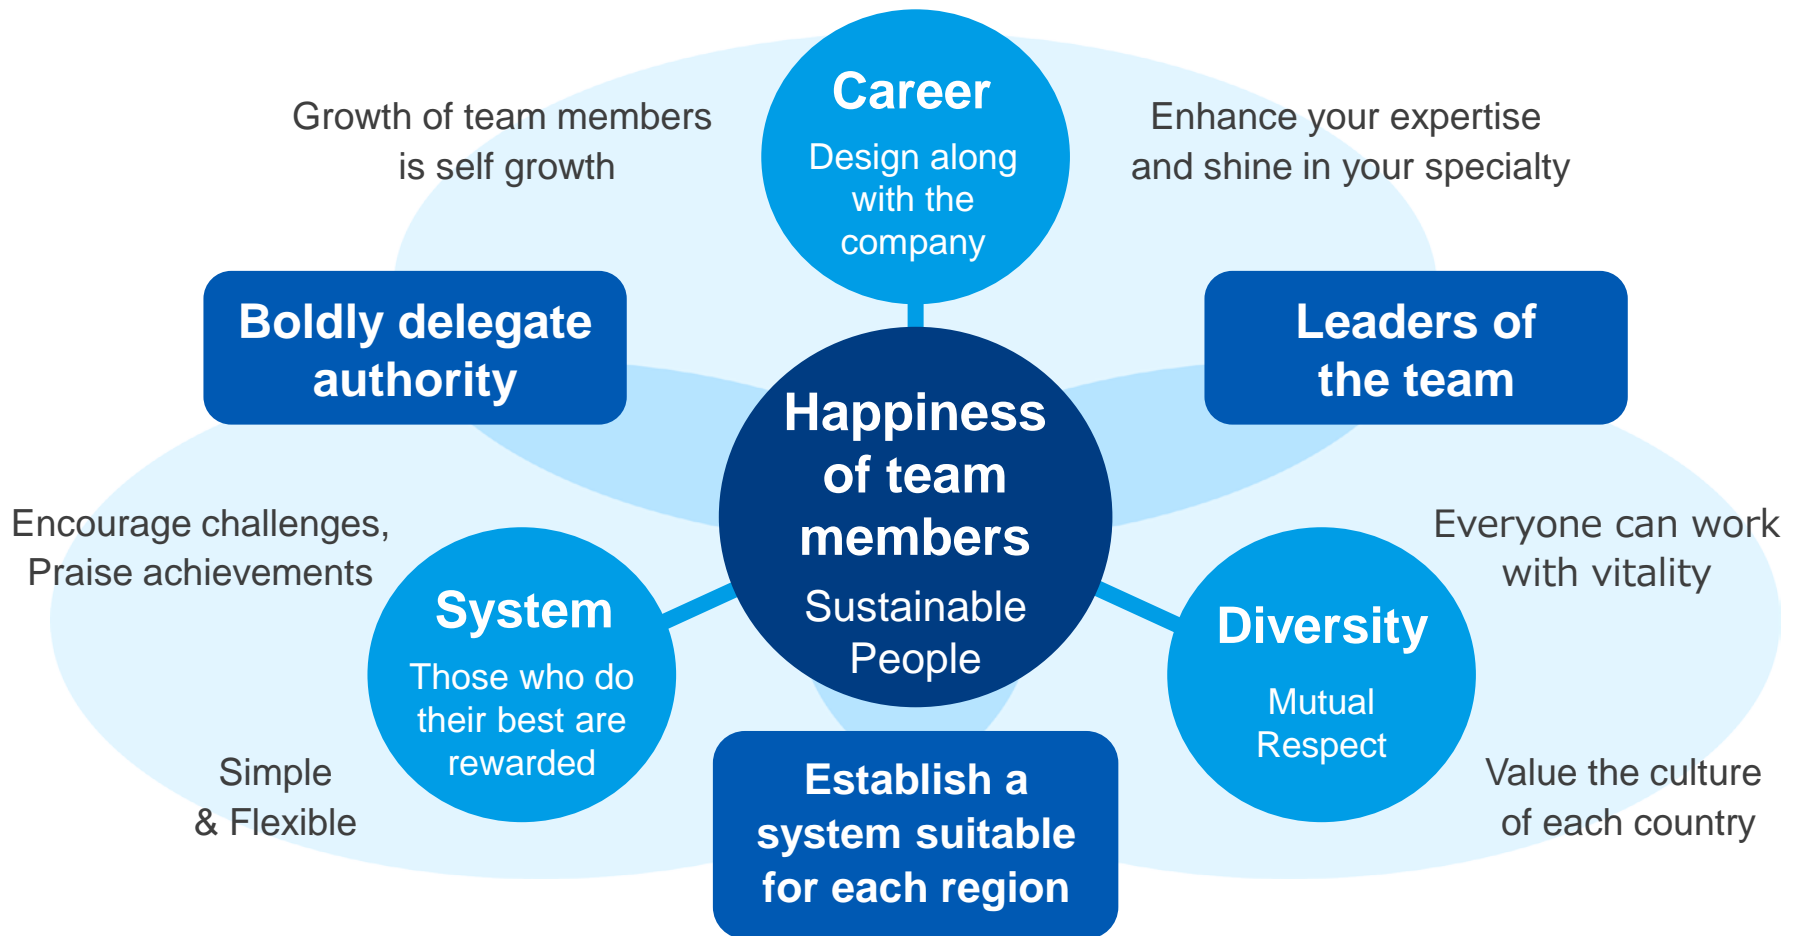 Career
Design along
with the
company
Growth of team members
is self growth
Enhance your expertise
and shine in your specialty
Boldly delegate
authority
Leaders of
the team
Happiness
of team
members
Sustainable
People
Encourage challenges,
Praise achievements
System
Those who do
their best are
rewarded
Simple
& Flexible
Everyone can work
with vitality
Diversity
Mutual
Respect
Value the culture
of each country
Establish a
system suitable
for each region